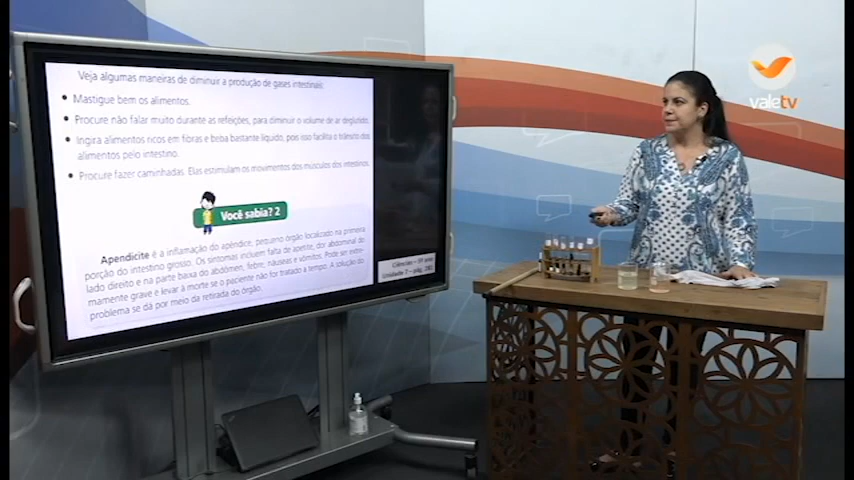 Veja algumas maneiras de diminuir a produção de gases intestinais:
• Mastigue bem os alimentos.
• Procure não falar muito durante as refeições, para diminuir o volume de ar deglutido.
• Ingira alimentos ricos em fibras e beba bastante líquido, pois isso facilita o trânsito dos
alimentos pelo intestino.
• Procure fazer caminhadas. Elas estimulam os movimentos dos músculos dos intestinos.
Você sabia? 2
Apendicite é a inflamação do apêndice, pequeno órgão localizado na primeira
porção do intestino grosso. Os sintomas incluem falta de apetite, dor abdominal do
lado direito e na parte baixa do abdômen, febre, náuseas e vômitos. Pode ser extre-
mamente grave e levar à morte se o paciente não for tratado a tempo. A solução do
problema se dá por meio da retirada do órgão.
valetv